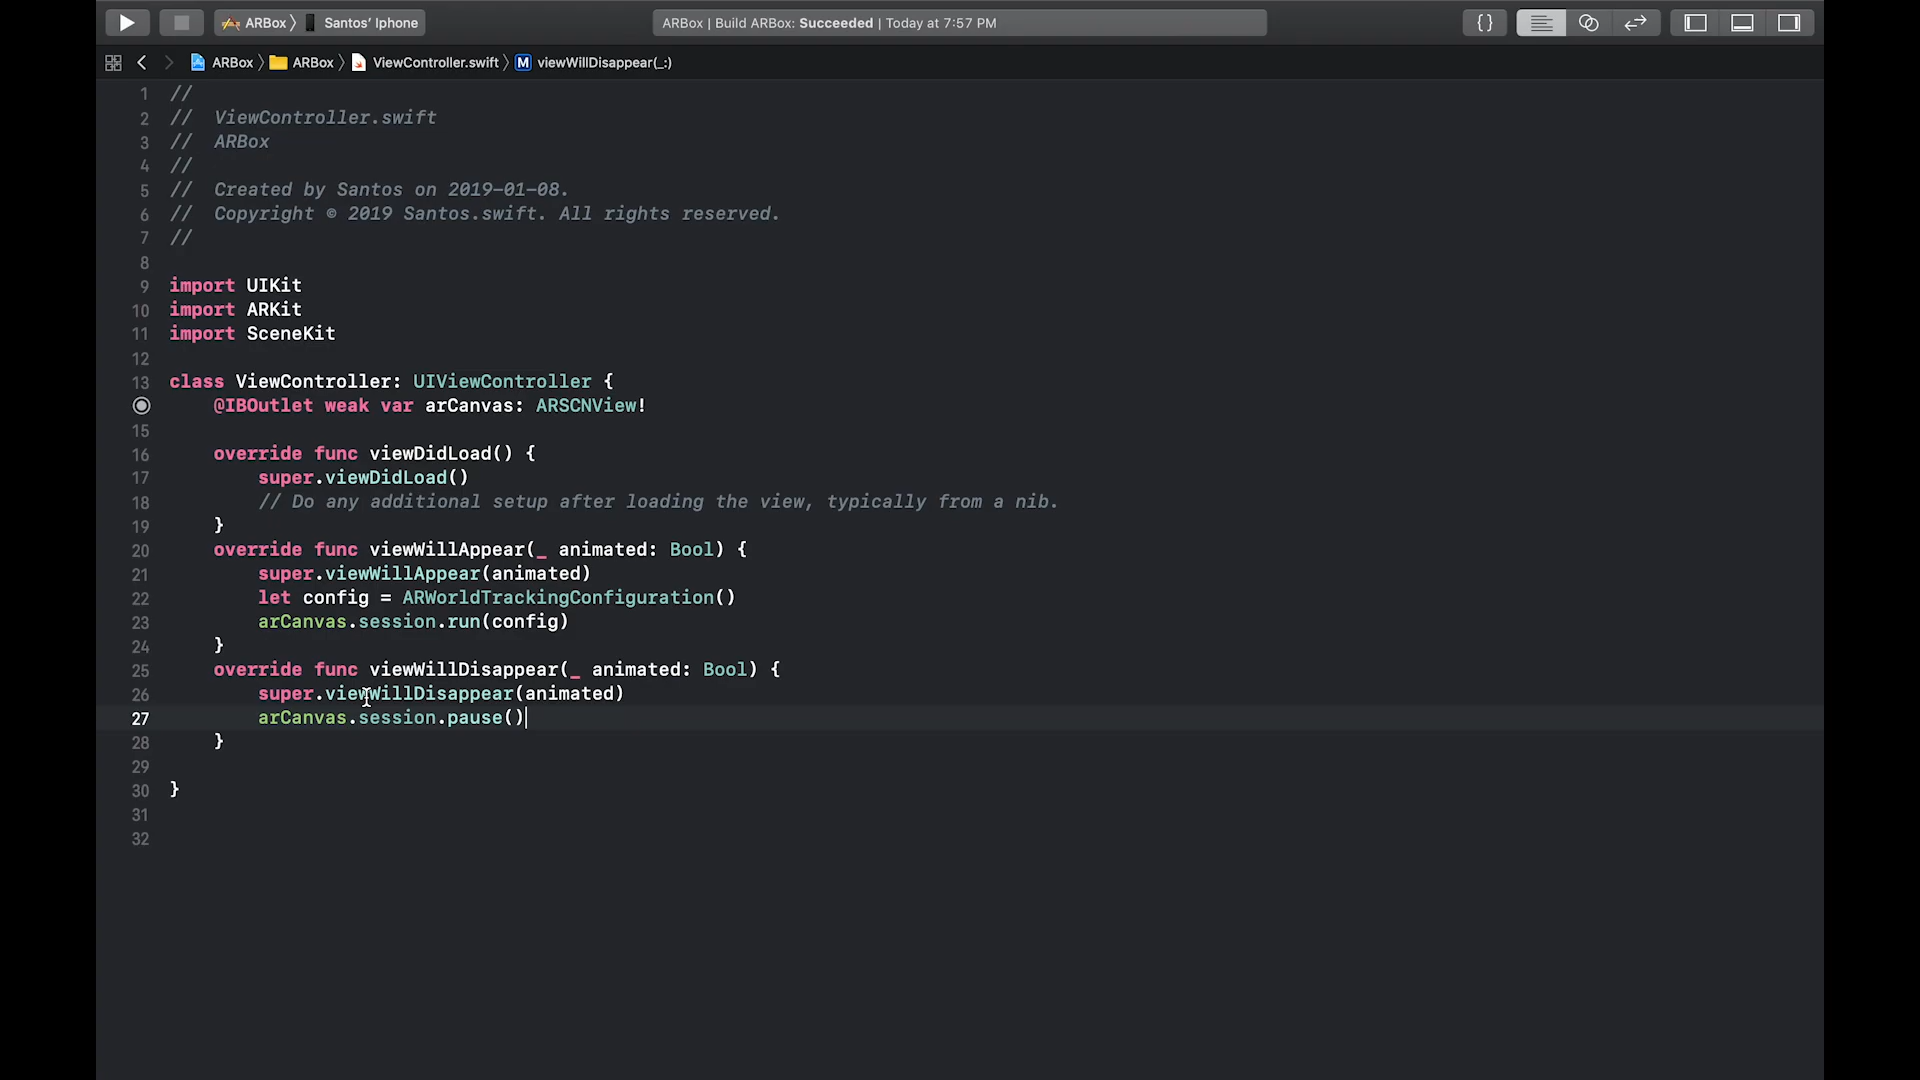 ARBox 〉 Santos' Iphone
ARBox | Build ARBox: Succeeded | Today at 7:57 PM
{}
ARBox 〉 ARBox 〉 ViewController.swift 〉 M viewWillDisappear(_:)
1 //
2 //  ViewController.swift
3 //  ARBox
4 //
5 //  Created by Santos on 2019-01-08.
6 //  Copyright © 2019 Santos.swift. All rights reserved.
7 //
8
9 import UIKit
10 import ARKit
11 import SceneKit
12
13 class ViewController: UIViewController {
@IBOutlet weak var arCanvas: ARSCNView!
15
16     override func viewDidLoad() {
17         super.viewDidLoad()
18         // Do any additional setup after loading the view, typically from a nib.
19     }
20     override func viewWillAppear(_ animated: Bool) {
21         super.viewWillAppear(animated)
22         let config = ARWorldTrackingConfiguration()
23         arCanvas.session.run(config)
24     }
25     override func viewWillDisappear(_ animated: Bool) {
26         super.viewWillDisappear(animated)
27         arCanvas.session.pause()
28     }
29
30 }
31
32